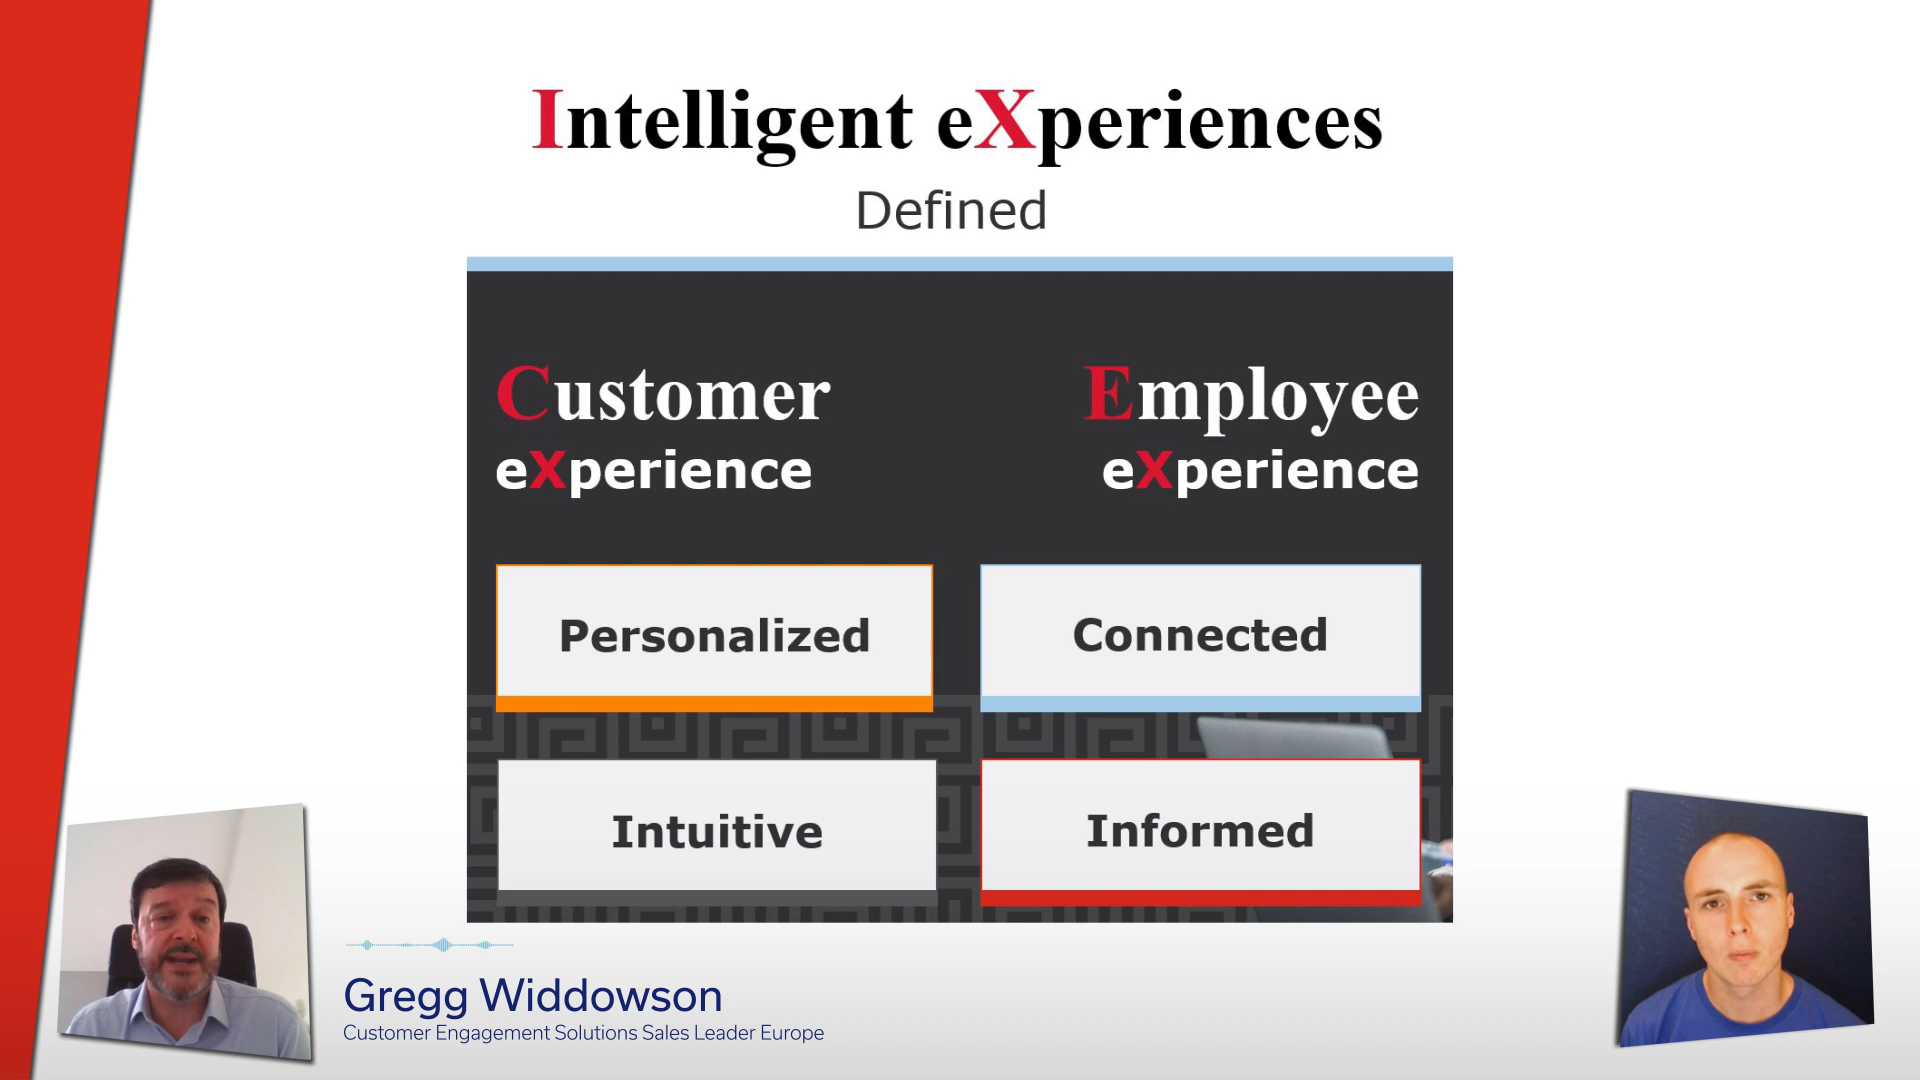 Intelligent eXperiences
Defined
Customer
eXperience
Employee
eXperience
Personalized
Connected
Intuitive
Informed
Gregg Widdowson
Customer Engagement Solutions Sales Leader Europe